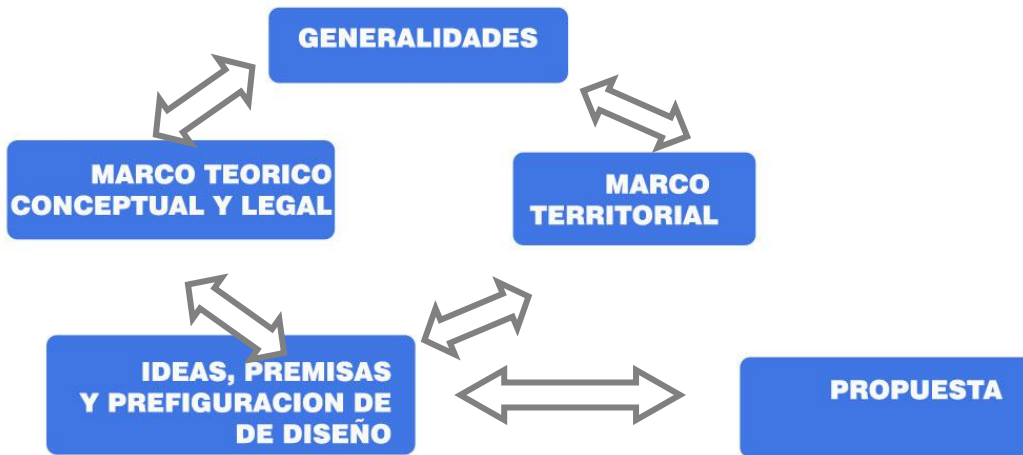 GENERALIDADES
MARCO TEORICO
CONCEPTUAL Y LEGAL
MARCO
TERRITORIAL
IDEAS, PREMISAS
Y PREFIGURACION DE
DE DISEÑO
PROPUESTA